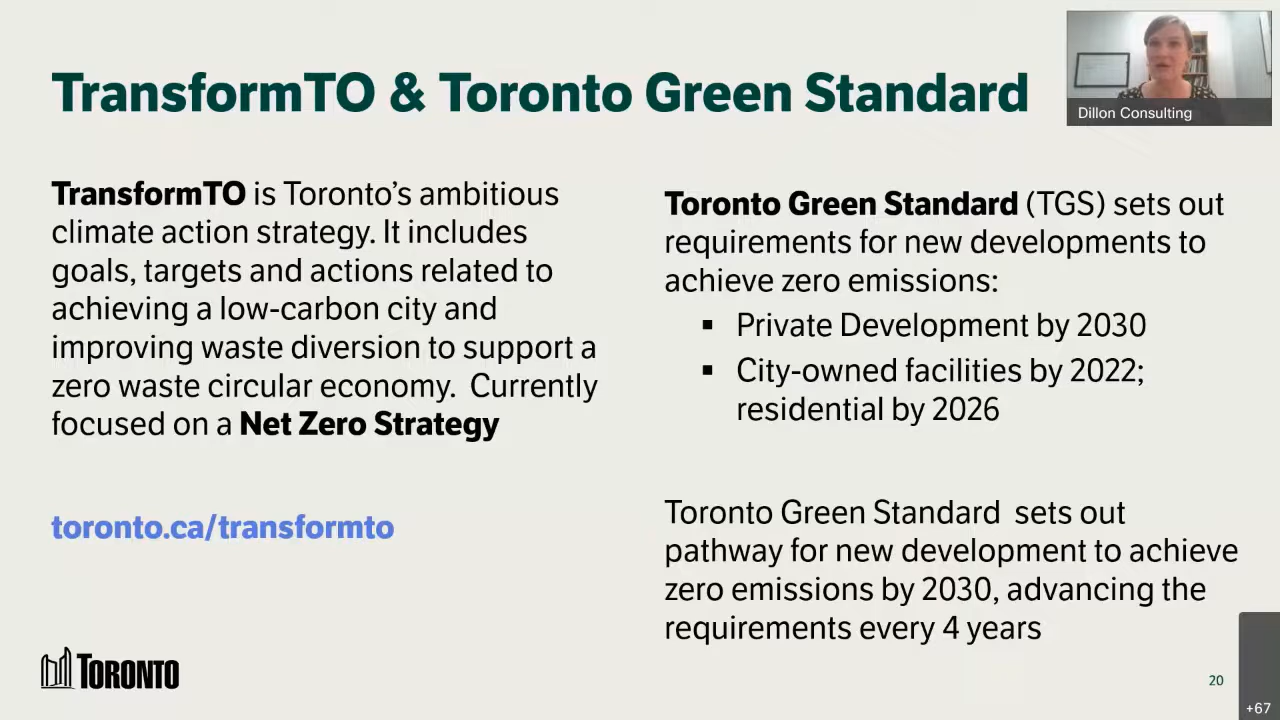 TransformTO & Toronto Green Standard
Dillon Consulting
TransformTO is Toronto’s ambitious
climate action strategy. It includes
goals, targets and actions related to
achieving a low-carbon city and
improving waste diversion to support a
zero waste circular economy.  Currently
focused on a Net Zero Strategy
toronto.ca/transformto
Toronto Green Standard (TGS) sets out
requirements for new developments to
achieve zero emissions:
▪ Private Development by 2030
▪ City-owned facilities by 2022;
residential by 2026
Toronto Green Standard  sets out
pathway for new development to achieve
zero emissions by 2030, advancing the
requirements every 4 years
TORONTO
20
+67